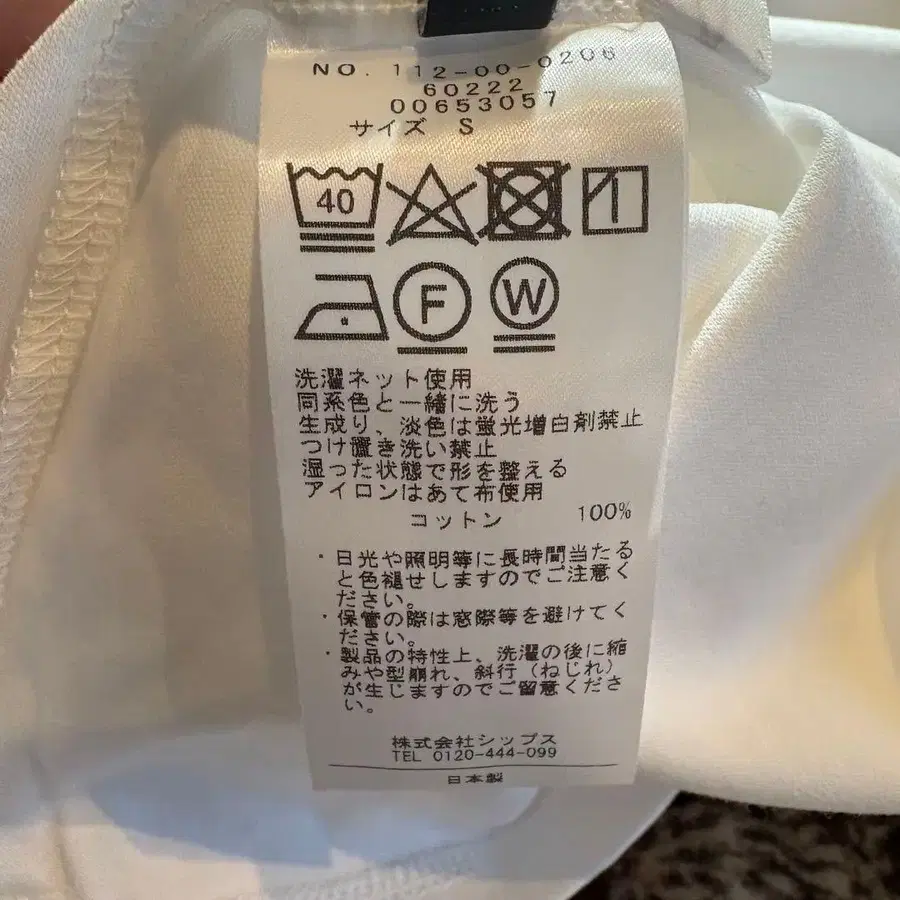 NO. 112-00-0206
60222
00653057
サイズ S
40
F
W
洗濯ネット使用
同系色と一緒に洗う
生成り、淡色は蛍光増白剤禁止
つけ置き洗い禁止
湿った状態で形を整える
アイロンはあて布使用
コットン 100%
・日光や照明等に長時間当たる
と色褪せしますのでご注意く
ださい。
・保管の際は窓際等を避けてく
ださい。
・製品の特性上、洗濯の後に縮
みや型崩れ、斜行（ねじれ）
が生じますのでご留意くださ
い。
株式会社シップス
TEL 0120-444-099
日本製